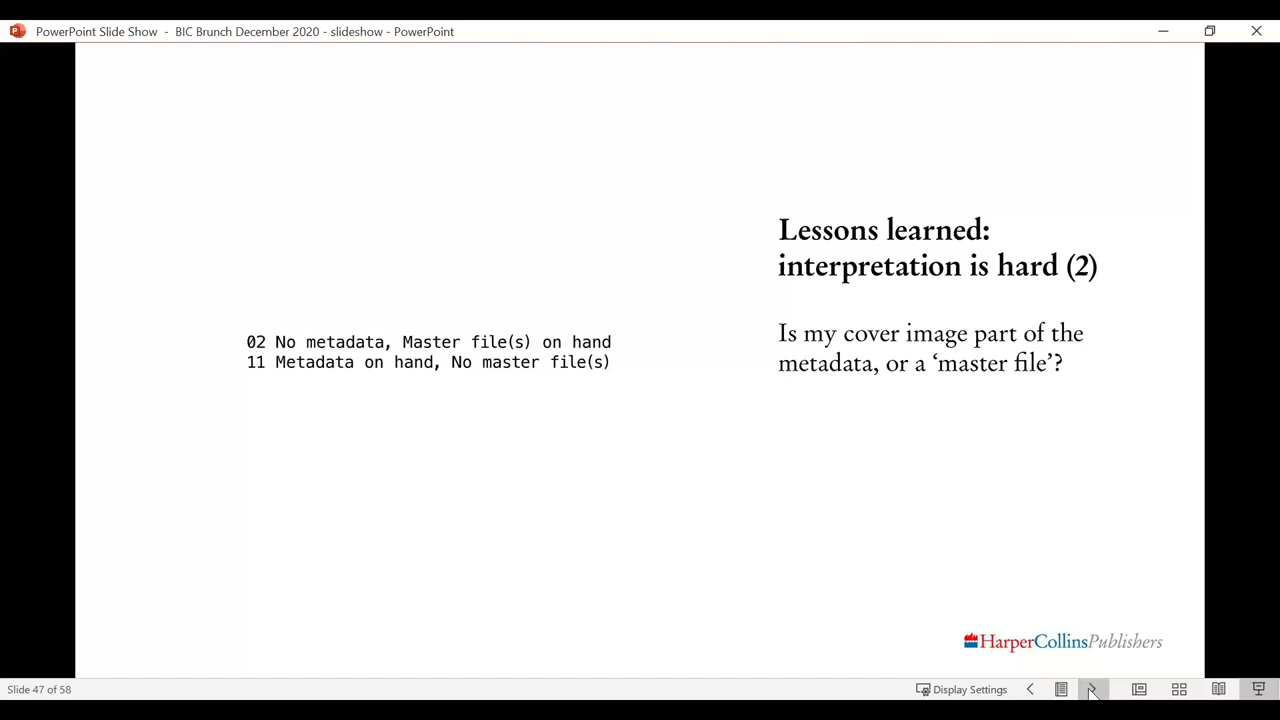 PowerPoint Slide Show - BIC Brunch December 2020 - slideshow - PowerPoint
02 No metadata, Master file(s) on hand
11 Metadata on hand, No master file(s)
Lessons learned:
interpretation is hard (2)
Is my cover image part of the
metadata, or a ‘master file’?
HarperCollinsPublishers
Slide 47 of 58
Display Settings